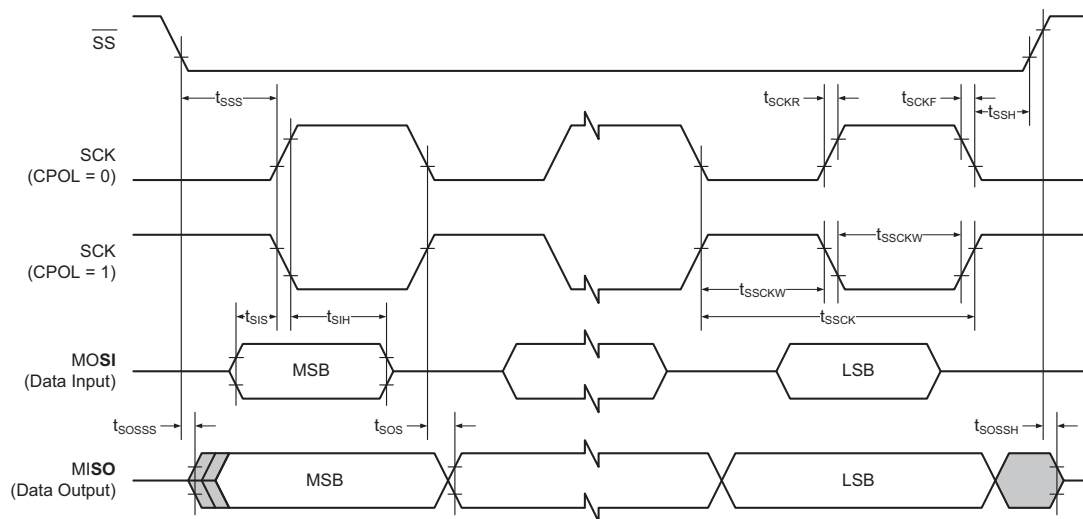 SS
tSSS
tSCKR
tSCKF
tSSH
SCK
(CPOL = 0)
SCK
(CPOL = 1)
tSSCKW
tSSCKW
tSSCK
tSIS
tSIH
MOSI
(Data Input)
MSB
LSB
tSOSSS
tSOS
tSOSSH
MISO
(Data Output)
MSB
LSB